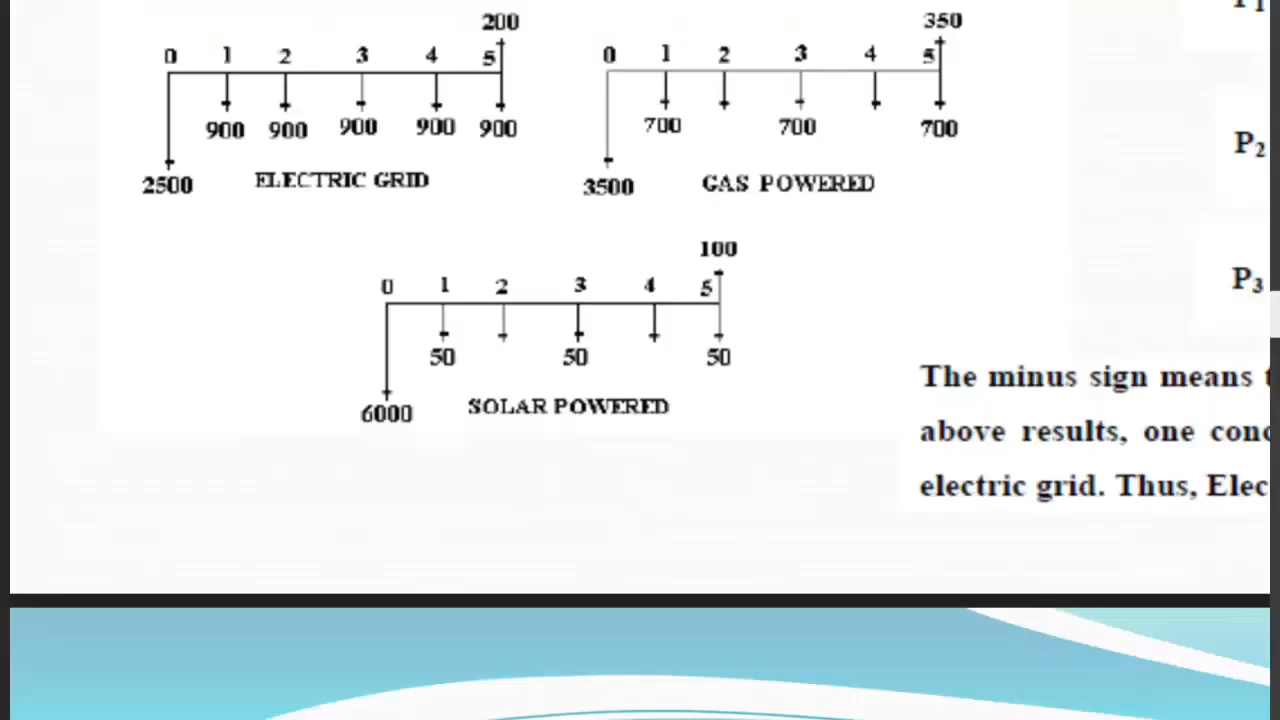 200
0 1 2 3 4 5
900 900 900 900 900
2500
ELECTRIC GRID
350
0 1 2 3 4 5
700 700 700
3500
GAS POWERED
100
0 1 2 3 4 5
50 50 50
6000
SOLAR POWERED
P1
P2
P3
The minus sign means
above results, one
electric grid. Thus,